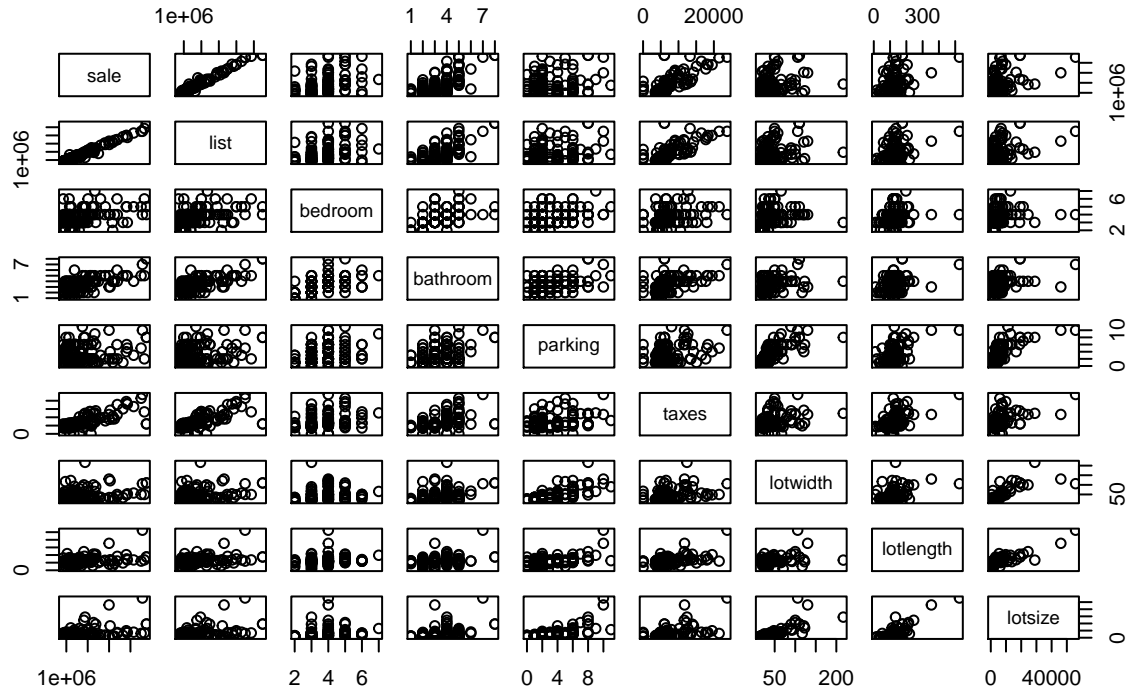 1e+06
1 4 7
0 20000
0 300
sale
1e+06
1e+06
list
bedroom
2 6
1 7
bathroom
parking
0 10
0
taxes
lotwidth
50
0
lotlength
lotsize
0
1e+06
2 4 6
0 4 8
50 200
0 40000